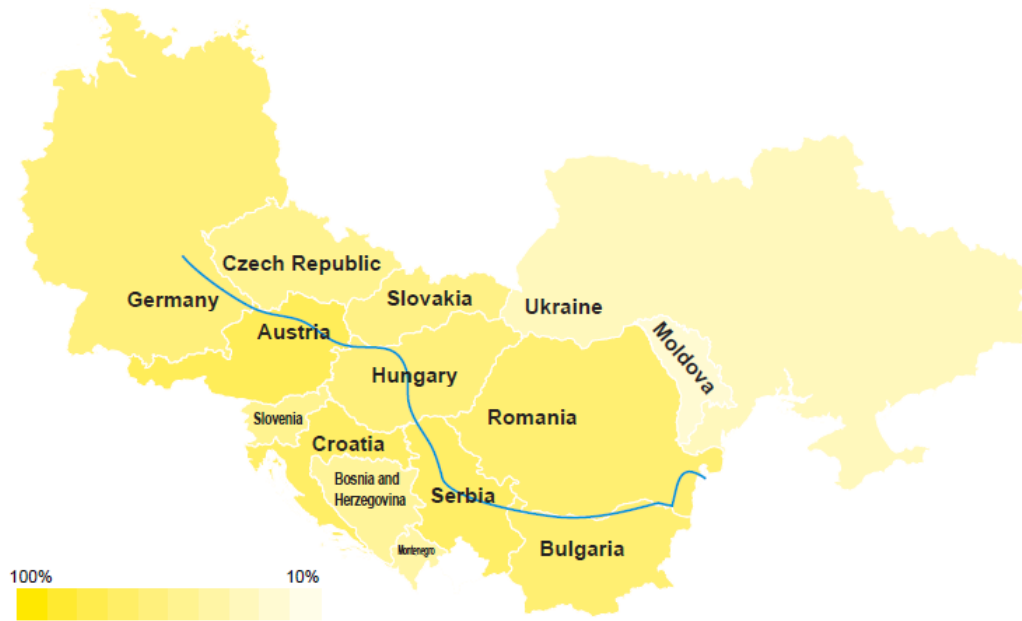 Czech Republic
Slovakia
Germany
Ukraine
Austria
Moldova
Hungary
Slovenia
Romania
Croatia
Bosnia and
Herzegovina
Serbia
Montenegro
Bulgaria
100%
10%